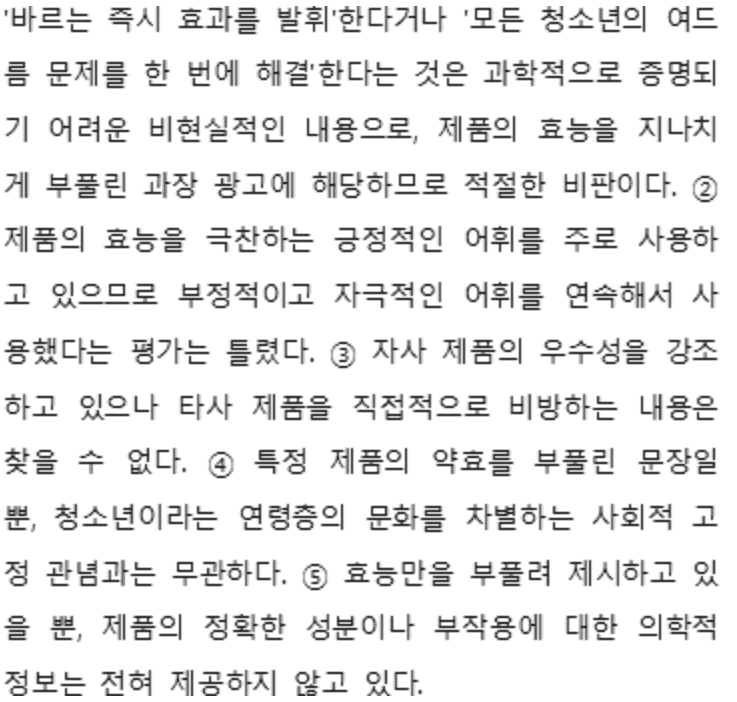 '바르는 즉시 효과를 발휘'한다거나 '모든 청소년의 여드
름 문제를 한 번에 해결'한다는 것은 과학적으로 증명되
기 어려운 비현실적인 내용으로, 제품의 효능을 지나치
게 부풀린 과장 광고에 해당하므로 적절한 비판이다. ②
제품의 효능을 극찬하는 긍정적인 어휘를 주로 사용하
고 있으므로 부정적이고 자극적인 어휘를 연속해서 사
용했다는 평가는 틀렸다. ③ 자사 제품의 우수성을 강조
하고 있으나 타사 제품을 직접적으로 비방하는 내용은
찾을 수 없다. ④ 특정 제품의 약효를 부풀린 문장일
뿐, 청소년이라는 연령층의 문화를 차별하는 사회적 고
정 관념과는 무관하다. ⑤ 효능만을 부풀려 제시하고 있
을 뿐, 제품의 정확한 성분이나 부작용에 대한 의학적
정보는 전혀 제공하지 않고 있다.